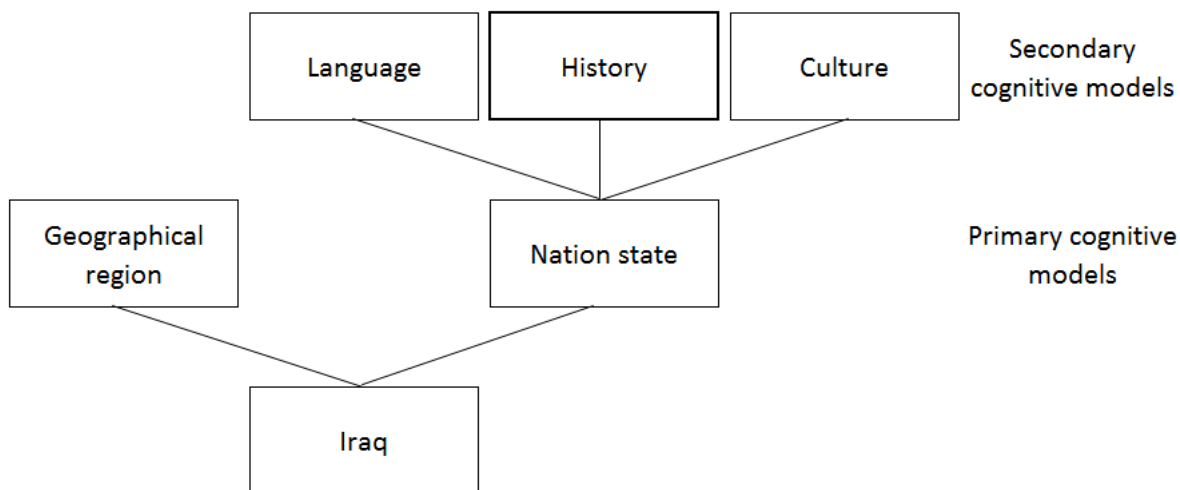 Language
History
Culture
Secondary
cognitive models
Geographical
region
Nation state
Primary cognitive
models
Iraq